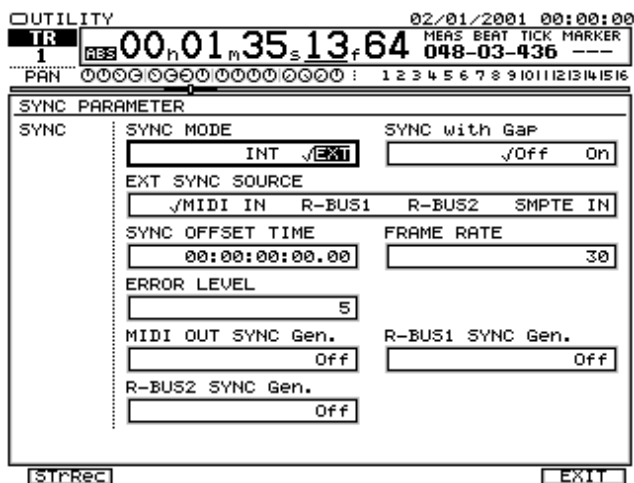 UTILITY 02/01/2001 00:00:00
TR 1 ABS 00h01m35s13f64 MEAS BEAT TICK MARKER
048-03-436 ---
PAN 1 2 3 4 5 6 7 8 9 10 11 12 13 14 15 16
SYNC PARAMETER
SYNC SYNC MODE SYNC with Gap
INT √EXT √Off On
EXT SYNC SOURCE
√MIDI IN R-BUS1 R-BUS2 SMPTE IN
SYNC OFFSET TIME FRAME RATE
00:00:00:00.00 30
ERROR LEVEL
5
MIDI OUT SYNC Gen. R-BUS1 SYNC Gen.
Off Off
R-BUS2 SYNC Gen.
Off
STrRec EXIT